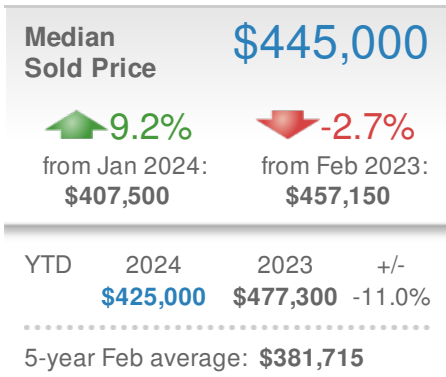 Median
Sold Price
$445,000
9.2%
from Jan 2024:
$407,500
-2.7%
from Feb 2023:
$457,150
YTD 2024 2023 +/-
$425,000 $477,300 -11.0%
5-year Feb average: $381,715